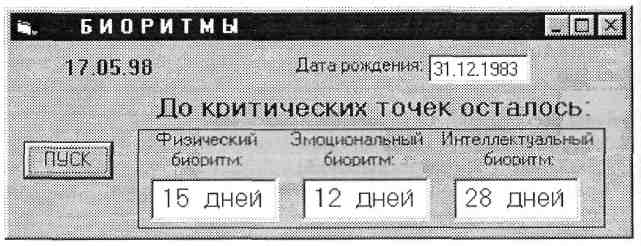 БИОРИТМЫ
17.05.98 Дата рождения: 31.12.1983
До критических точек осталось:
Физический Эмоциональный Интеллектуальный
биоритм: биоритм: биоритм:
ПУСК
15 дней 12 дней 28 дней